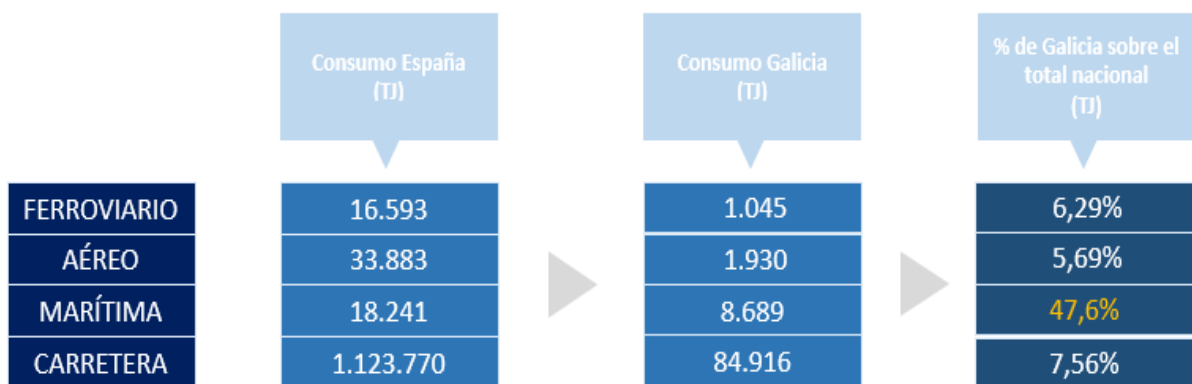 Consumo España
(TJ)
Consumo Galicia
(TJ)
% de Galicia sobre el
total nacional
(TJ)
FERROVIARIO 16.593 1.045 6,29%
AÉREO 33.883 1.930 5,69%
MARÍTIMA 18.241 8.689 47,6%
CARRETERA 1.123.770 84.916 7,56%